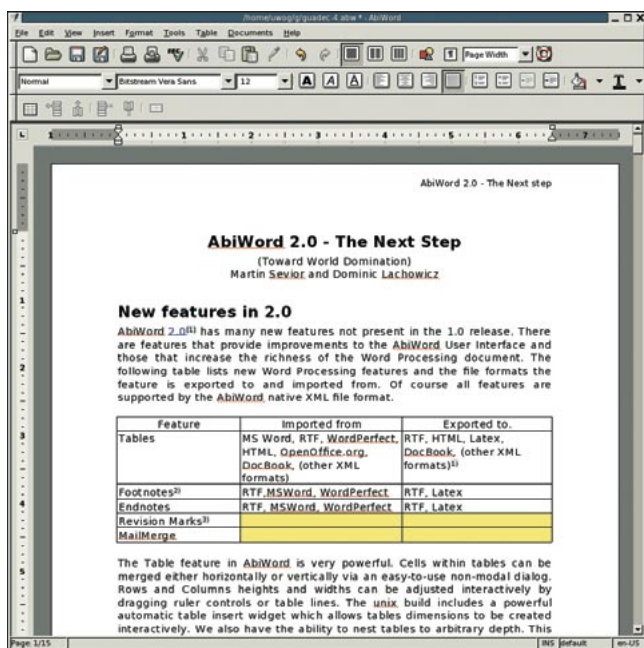 /home/uwog/g/guadec-4.abw * - AbiWord
File Edit View Insert Format Tools Table Documents Help
Page Width
Normal Bitstream Vera Sans 12 A A A
1 1 2 3 4 5 6 7
AbiWord 2.0 - The Next step
AbiWord 2.0 - The Next Step
(Toward World Domination)
Martin Sevior and Dominic Lachowicz
New features in 2.0
AbiWord 2.0(1) has many new features not present in the 1.0 release. There
are features that provide improvements to the AbiWord User Interface and
those that increase the richness of the Word Processing document. The
following table lists new Word Processing features and the file formats the
feature is exported to and imported from. Of course all features are
supported by the AbiWord native XML file format.
Feature Imported from Exported to.
Tables MS Word, RTF, WordPerfect, RTF, HTML, Latex,
HTML, OpenOffice.org, DocBook, (other XML
DocBook, (other XML formats)1)
formats)
Footnotes2) RTF,MSWord, WordPerfect RTF, Latex
Endnotes RTF, MSWord, WordPerfect RTF, Latex
Revision Marks3)
MailMerge
The Table feature in AbiWord is very powerful. Cells within tables can be
merged either horizontally or vertically via an easy-to-use non-modal dialog.
Rows and Columns heights and widths can be adjusted interactively by
dragging ruler controls or table lines. The unix build includes a powerful
automatic table insert widget which allows tables dimensions to be created
interactively. We also have the ability to nest tables to arbitrary depth. This
Page: 1/15 INS default en-US